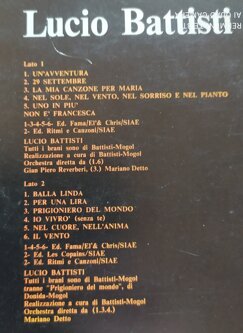 Lucio Battisti
Lato 1
1. UN'AVVENTURA
2. 29 SETTEMBRE
3. LA MIA CANZONE PER MARIA
4. NEL SOLE, NEL VENTO, NEL SORRISO E NEL PIANTO
5. UNO IN PIU'
NON E' FRANCESCA
1-3-4-5-6- Ed. Fama/El& Chris/SIAE
2- Ed. Ritmi e Canzoni/SIAE
LUCIO BATTISTI
Tutti i brani sono di Battisti-Mogol
Realizzazione a cura di Battisti-Mogol
Orchestra diretta da (1.6)
Gian Piero Reverberi, (3.) Mariano Detto
Lato 2
1. BALLA LINDA
2. PER UNA LIRA
3. PRIGIONIERO DEL MONDO
4. IO VIVRO' (senza te)
5. NEL CUORE, NELL'ANIMA
6. IL VENTO
1-4-5-6- Ed. Fama/El& Chris/SIAE
2- Ed. Les Copains/SIAE
3- Ed. Ritmi e Canzoni/SIAE
LUCIO BATTISTI
Tutti i brani sono di Battisti-Mogol
tranne "Prigioniero del mondo", di
Donida-Mogol
Realizzazione a cura di Battisti-Mogol
Orchestra diretta da (1.3.4.)
Mariano Detto